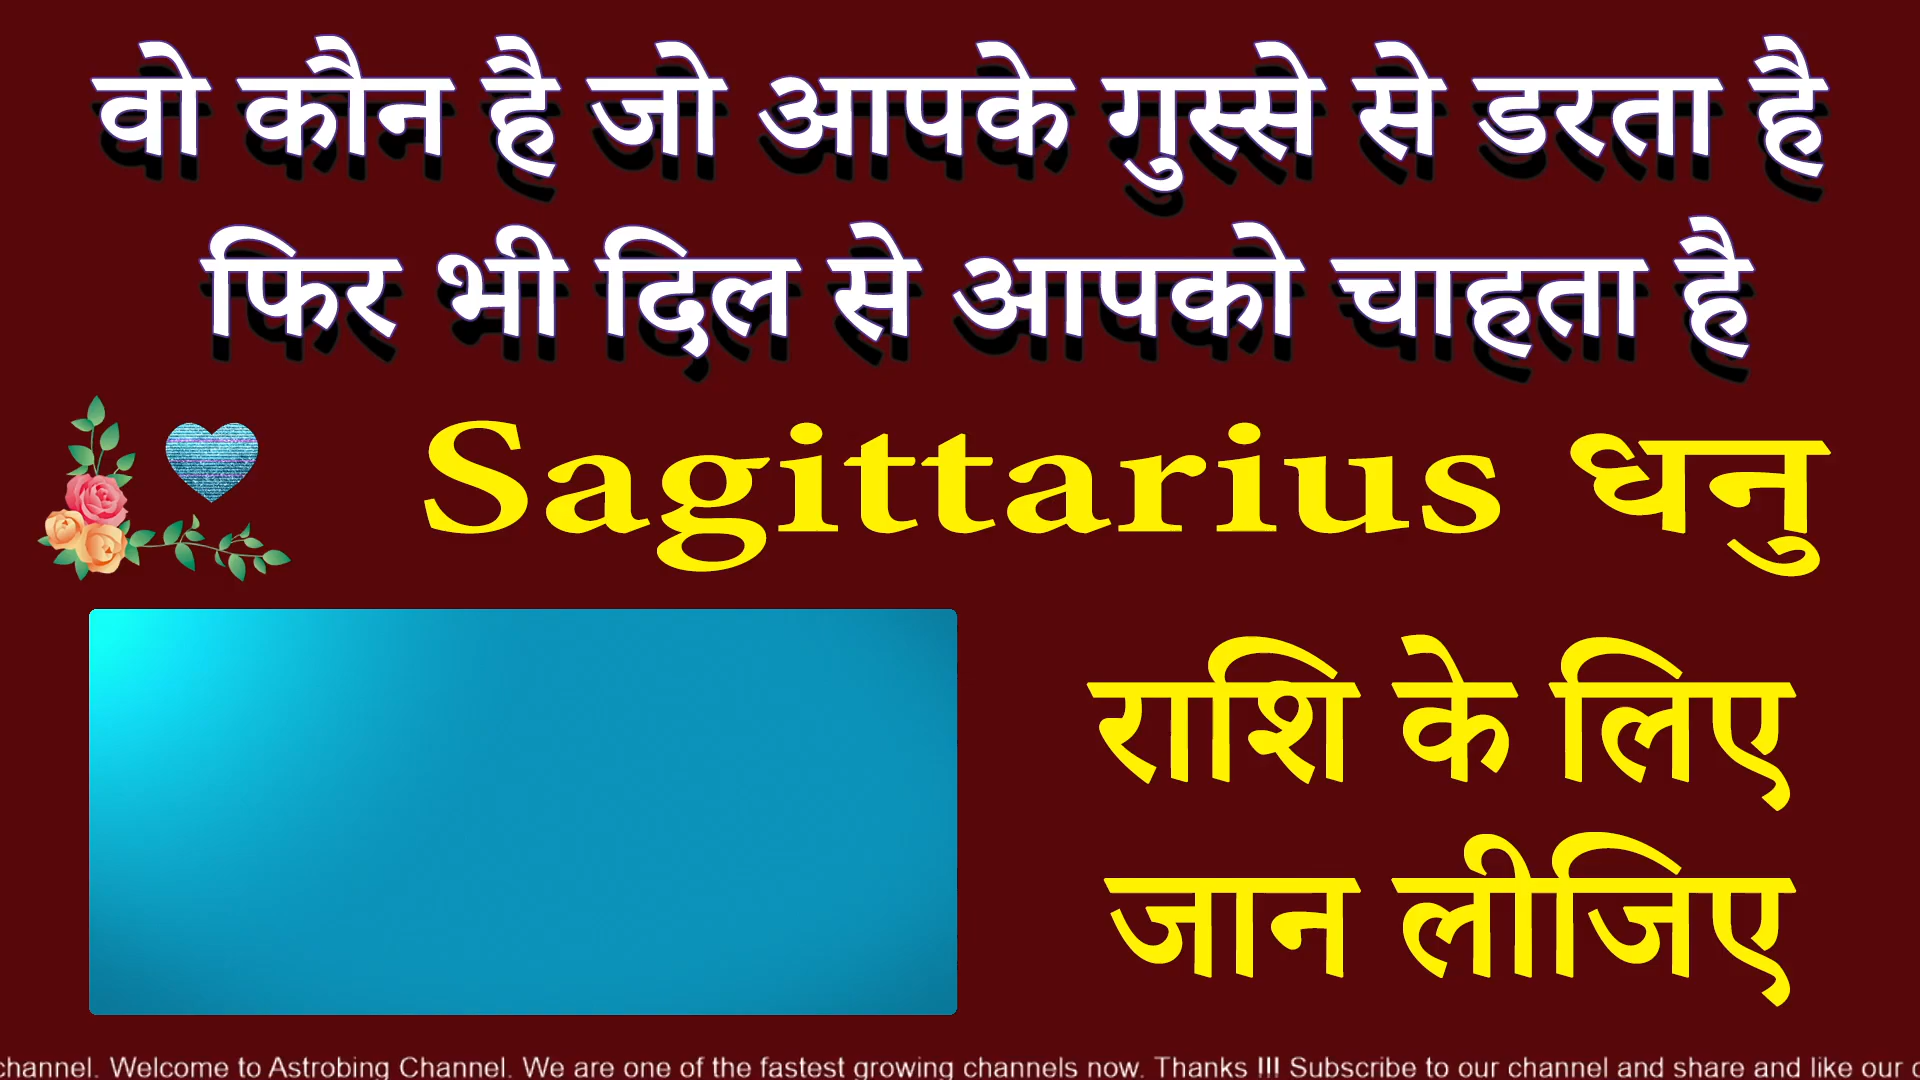 वो कौन है जो आपके गुस्से से डरता है
फिर भी दिल से आपको चाहता है
Sagittarius धनु
राशि के लिए
जान लीजिए
channel. Welcome to Astrobing Channel. We are one of the fastest growing channels now. Thanks !!! Subscribe to our channel and share and like our